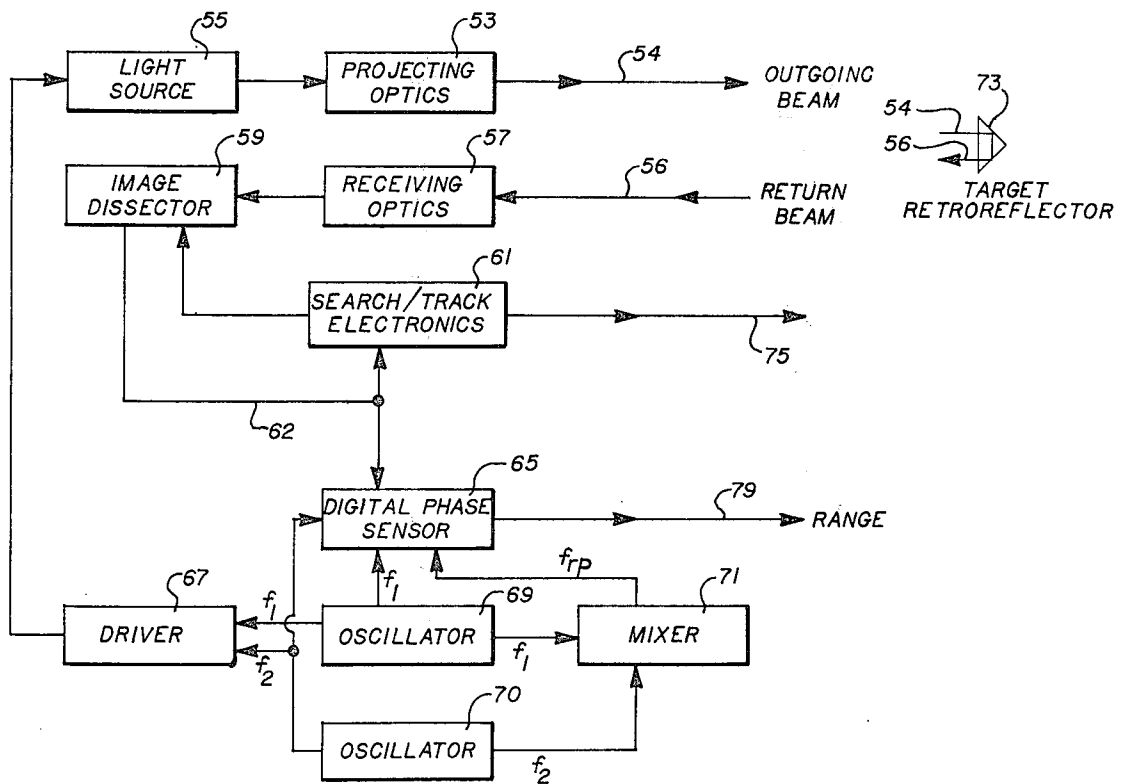 55
LIGHT
SOURCE
53
PROJECTING
OPTICS
54
OUTGOING
BEAM
73
54
56
TARGET
RETROREFLECTOR
59
IMAGE
DISSECTOR
57
RECEIVING
OPTICS
56
RETURN
BEAM
61
SEARCH/TRACK
ELECTRONICS
75
62
65
DIGITAL PHASE
SENSOR
79
RANGE
67
DRIVER
f1
f2
f1
69
OSCILLATOR
f1
frp
71
MIXER
70
OSCILLATOR
f2